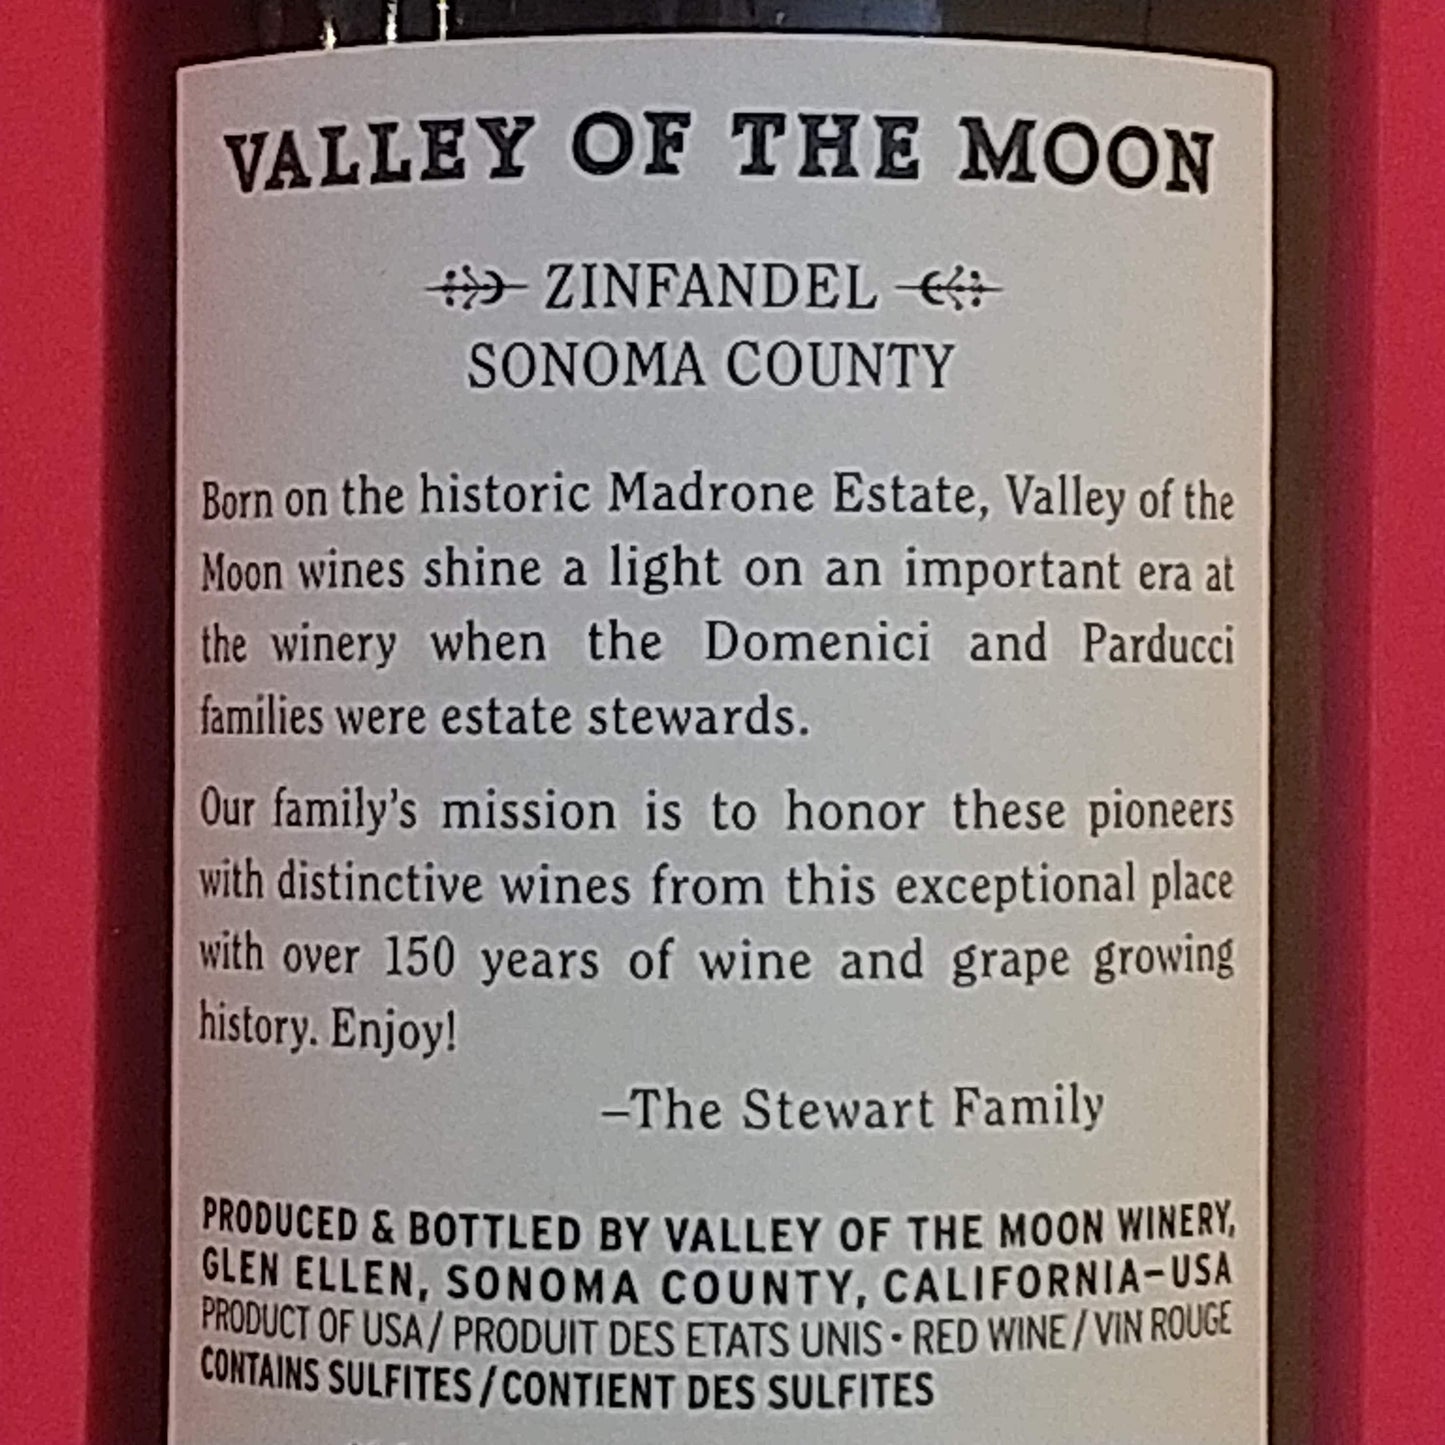 VALLEY OF THE MOON
ZINFANDEL
SONOMA COUNTY
Born on the historic Madrone Estate, Valley of the
Moon wines shine a light on an important era at
the winery when the Domenici and Parducci
families were estate stewards.
Our family's mission is to honor these pioneers
with distinctive wines from this exceptional place
with over 150 years of wine and grape growing
history. Enjoy!
–The Stewart Family
PRODUCED & BOTTLED BY VALLEY OF THE MOON WINERY,
GLEN ELLEN, SONOMA COUNTY, CALIFORNIA–USA
PRODUCT OF USA / PRODUIT DES ETATS UNIS • RED WINE / VIN ROUGE
CONTAINS SULFITES / CONTIENT DES SULFITES